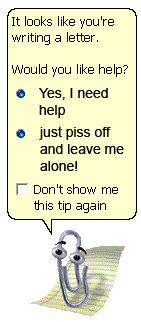 It looks like you're
writing a letter.
Would you like help?
Yes, I need
help
just piss off
and leave me
alone!
Don't show me
this tip again